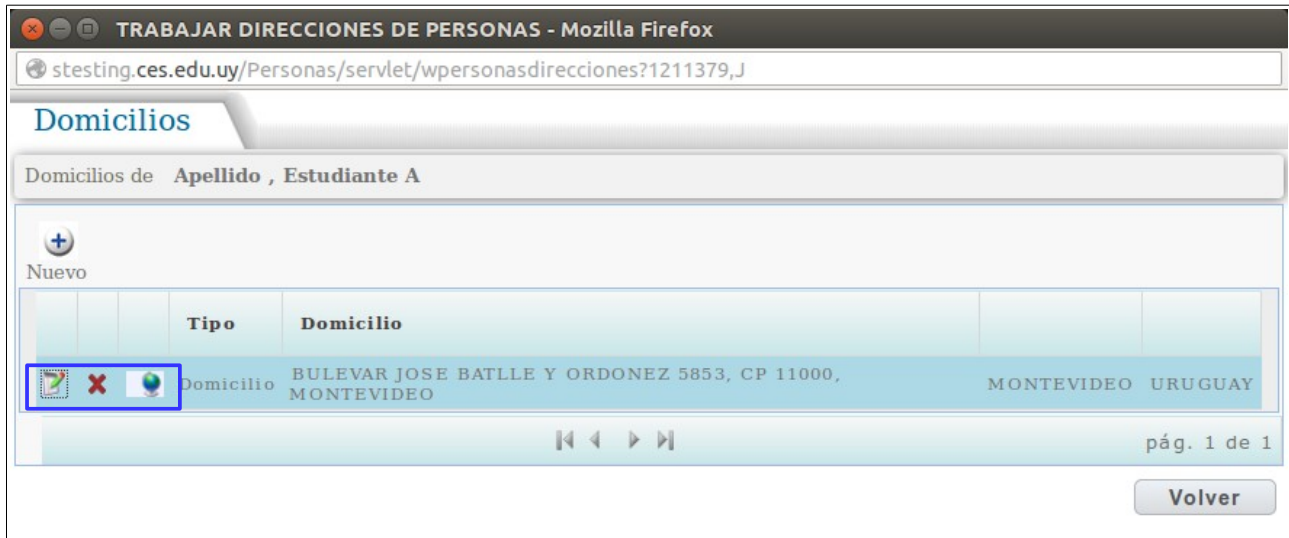 TRABAJAR DIRECCIONES DE PERSONAS - Mozilla Firefox
stesting.ces.edu.uy/Personas/servlet/wpersonasdirecciones?1211379,J
Domicilios
Domicilios de Apellido , Estudiante A
Nuevo
Tipo Domicilio
Domicilio BULEVAR JOSE BATLLE Y ORDONEZ 5853, CP 11000, MONTEVIDEO URUGUAY
MONTEVIDEO
pág. 1 de 1
Volver